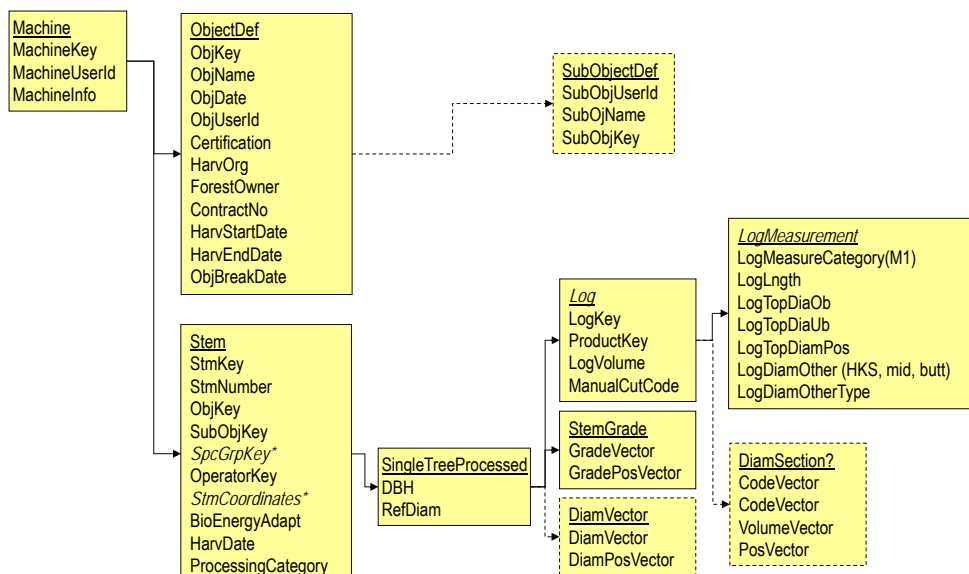 Machine
MachineKey
MachineUserId
MachineInfo
ObjectDef
ObjKey
ObjName
ObjDate
ObjUserId
Certification
HarvOrg
ForestOwner
ContractNo
HarvStartDate
HarvEndDate
ObjBreakDate
SubObjectDef
SubObjUserId
SubOjName
SubObjKey
Stem
StmKey
StmNumber
ObjKey
SubObjKey
SpcGrpKey*
OperatorKey
StmCoordinates*
BioEnergyAdapt
HarvDate
ProcessingCategory
SingleTreeProcessed
DBH
RefDiam
Log
LogKey
ProductKey
LogVolume
ManualCutCode
StemGrade
GradeVector
GradePosVector
DiamVector
DiamVector
DiamPosVector
LogMeasurement
LogMeasureCategory(M1)
LogLngth
LogTopDiaOb
LogTopDiaUb
LogTopDiamPos
LogDiamOther (HKS, mid, butt)
LogDiamOtherType
DiamSection?
CodeVector
CodeVector
VolumeVector
PosVector